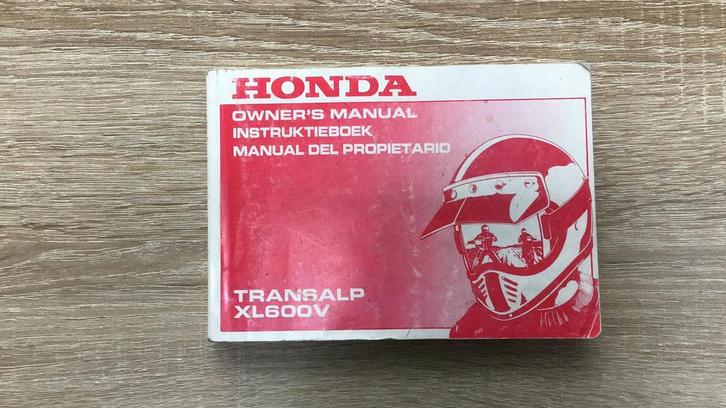 HONDA
OWNER'S MANUAL
INSTRUKTIEBOEK
MANUAL DEL PROPIETARIO
TRANSALP
XL600V